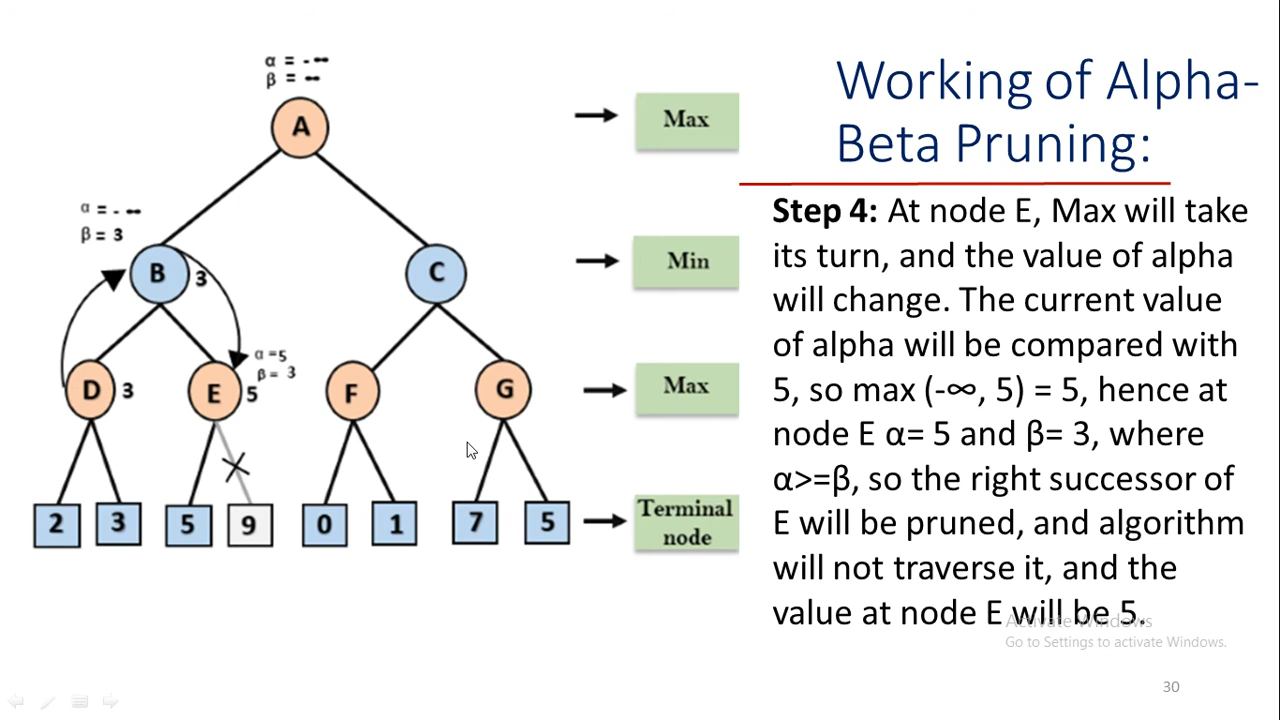 Working of Alpha-
Beta Pruning:
Step 4: At node E, Max will take
its turn, and the value of alpha
will change. The current value
of alpha will be compared with
5, so max (-∞, 5) = 5, hence at
node E α= 5 and β= 3, where
α>=β, so the right successor of
E will be pruned, and algorithm
will not traverse it, and the
value at node E will be 5.
α = - ∞
β = ∞
A
Max
α = - ∞
β = 3
B
3
C
Min
α =5
β = 3
D
3
E
5
F
G
Max
2
3
5
9
0
1
7
5
Terminal
node
Activate Windows
Go to Settings to activate Windows.
30